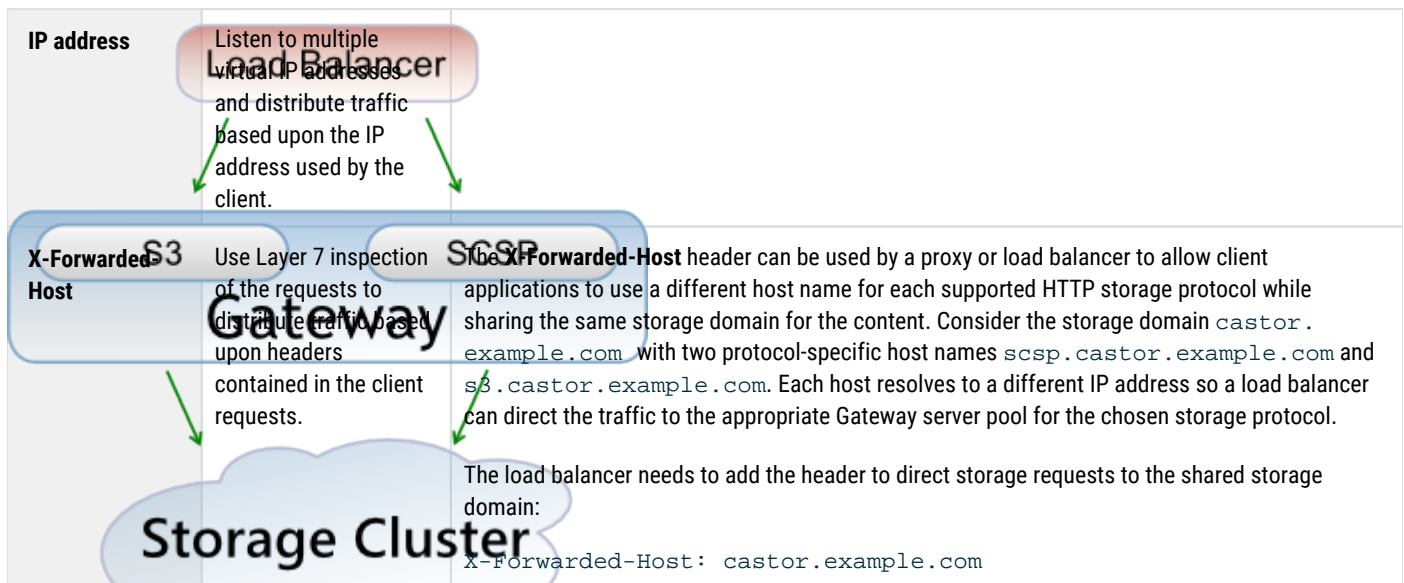 IP address
Listen to multiple
virtual IP addresses
and distribute traffic
based upon the IP
address used by the
client.
Load Balancer
X-Forwarded-
Host
Use Layer 7 inspection
of the requests to
distribute traffic based
upon headers
contained in the client
requests.
The X-Forwarded-Host header can be used by a proxy or load balancer to allow client
applications to use a different host name for each supported HTTP storage protocol while
sharing the same storage domain for the content. Consider the storage domain castor.
example.com with two protocol-specific host names scsp.castor.example.com and
s3.castor.example.com. Each host resolves to a different IP address so a load balancer
can direct the traffic to the appropriate Gateway server pool for the chosen storage protocol.
The load balancer needs to add the header to direct storage requests to the shared storage
domain:
X-Forwarded-Host: castor.example.com
S3
SCSP
Gateway
Storage Cluster